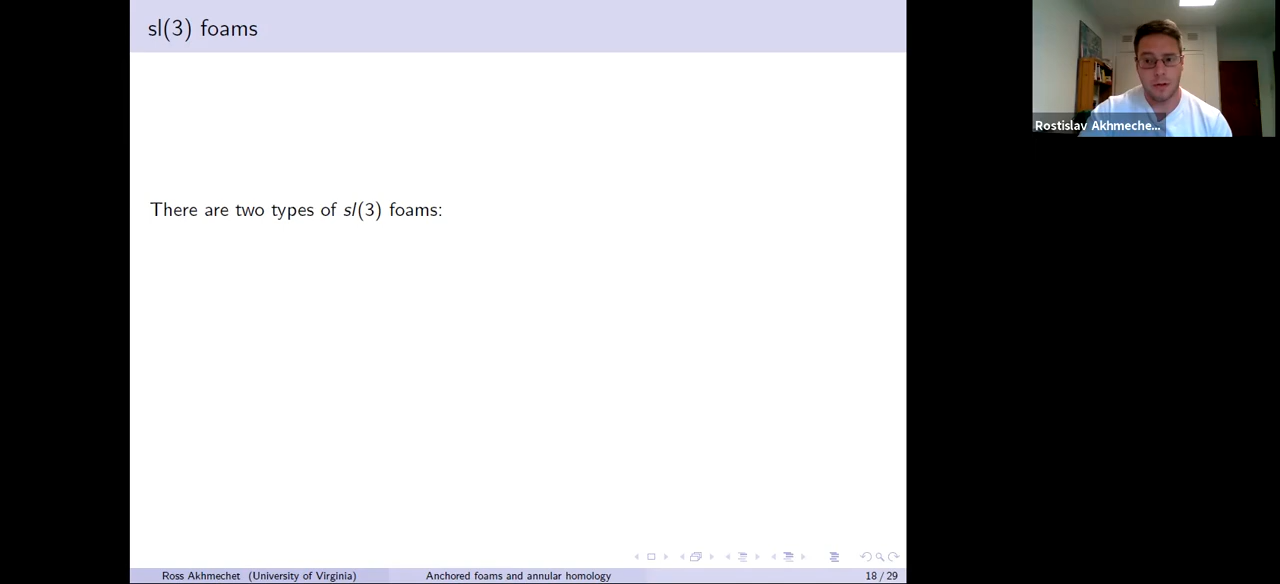 sl(3) foams
Rostislav Akhmeche...
There are two types of sl(3) foams:
Ross Akhmechet (University of Virginia)
Anchored foams and annular homology
18 / 29